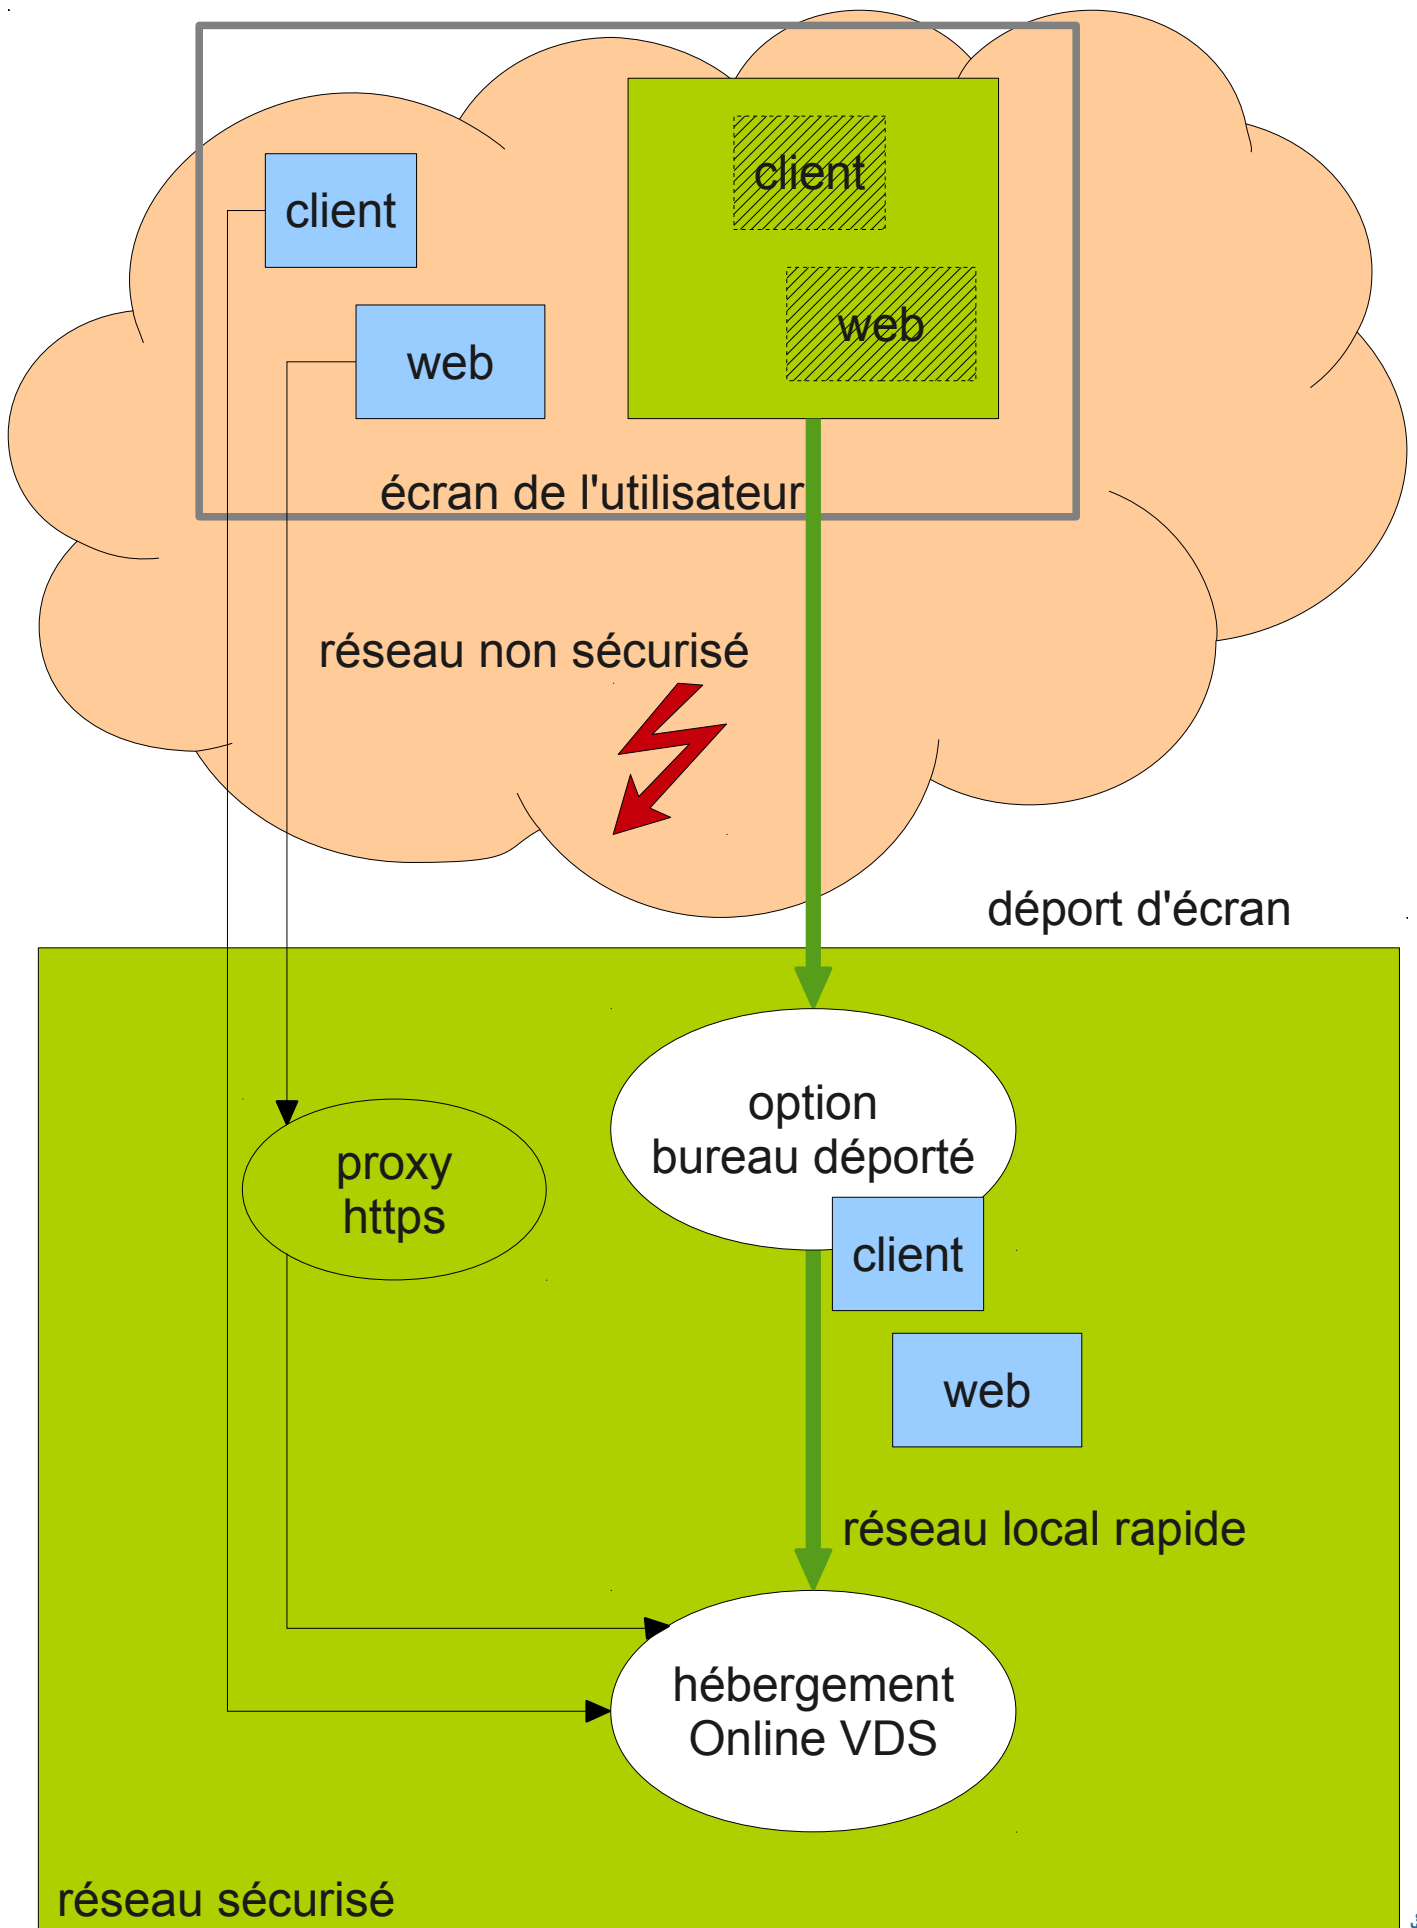 client
client
web
web
écran de l'utilisateur
réseau non sécurisé
déport d'écran
option
bureau déporté
proxy
https
client
web
réseau local rapide
hébergement
Online VDS
réseau sécurisé